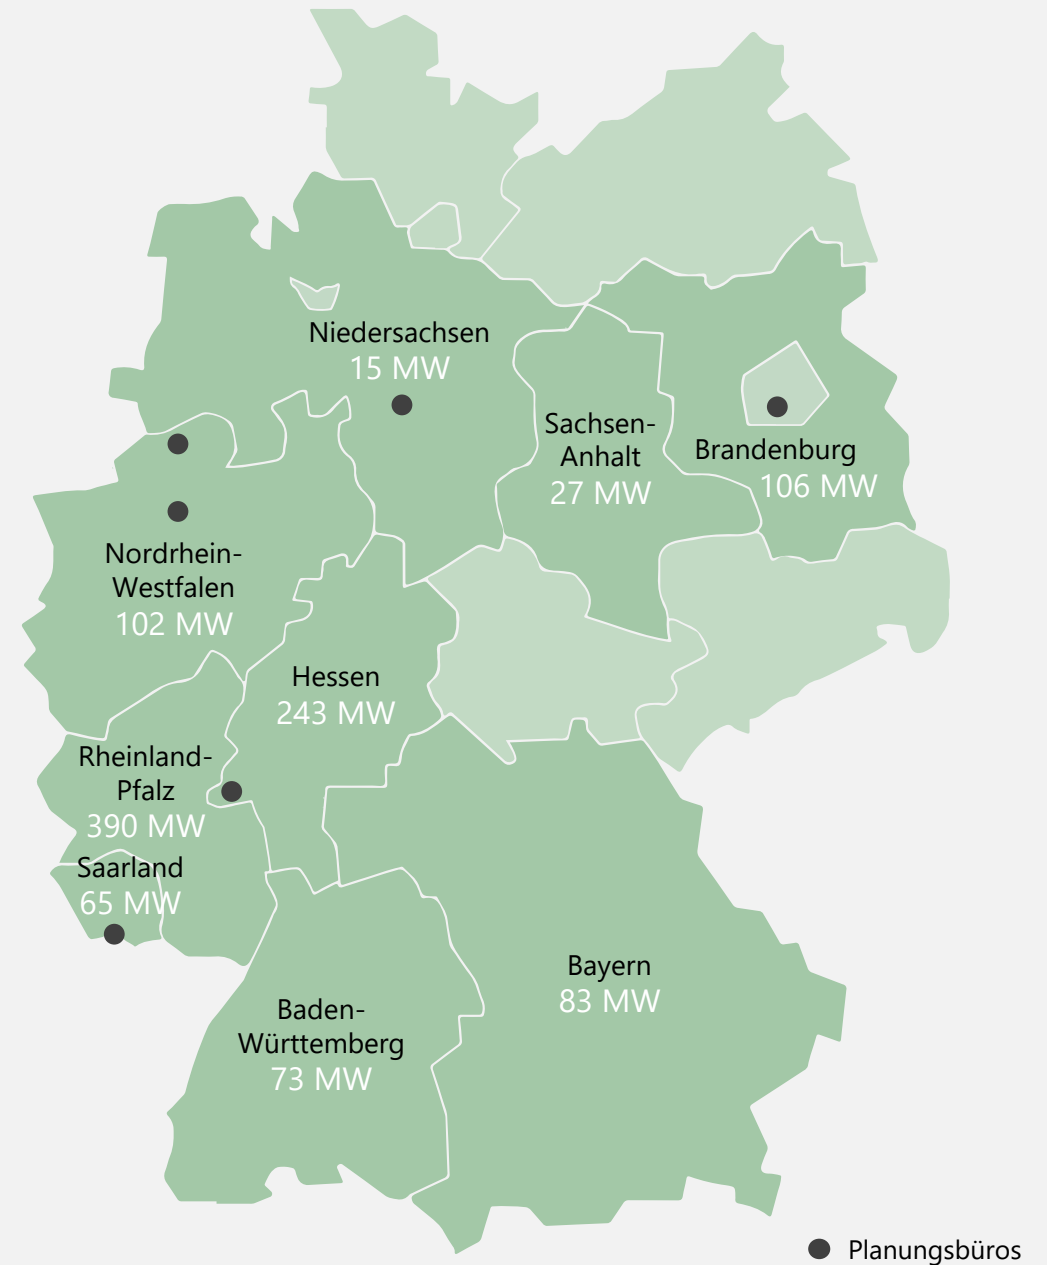 Niedersachsen
15 MW
Sachsen-
Anhalt
27 MW
Brandenburg
106 MW
Nordrhein-
Westfalen
102 MW
Hessen
243 MW
Rheinland-
Pfalz
390 MW
Saarland
65 MW
Bayern
83 MW
Baden-
Württemberg
73 MW
Planungsbüros